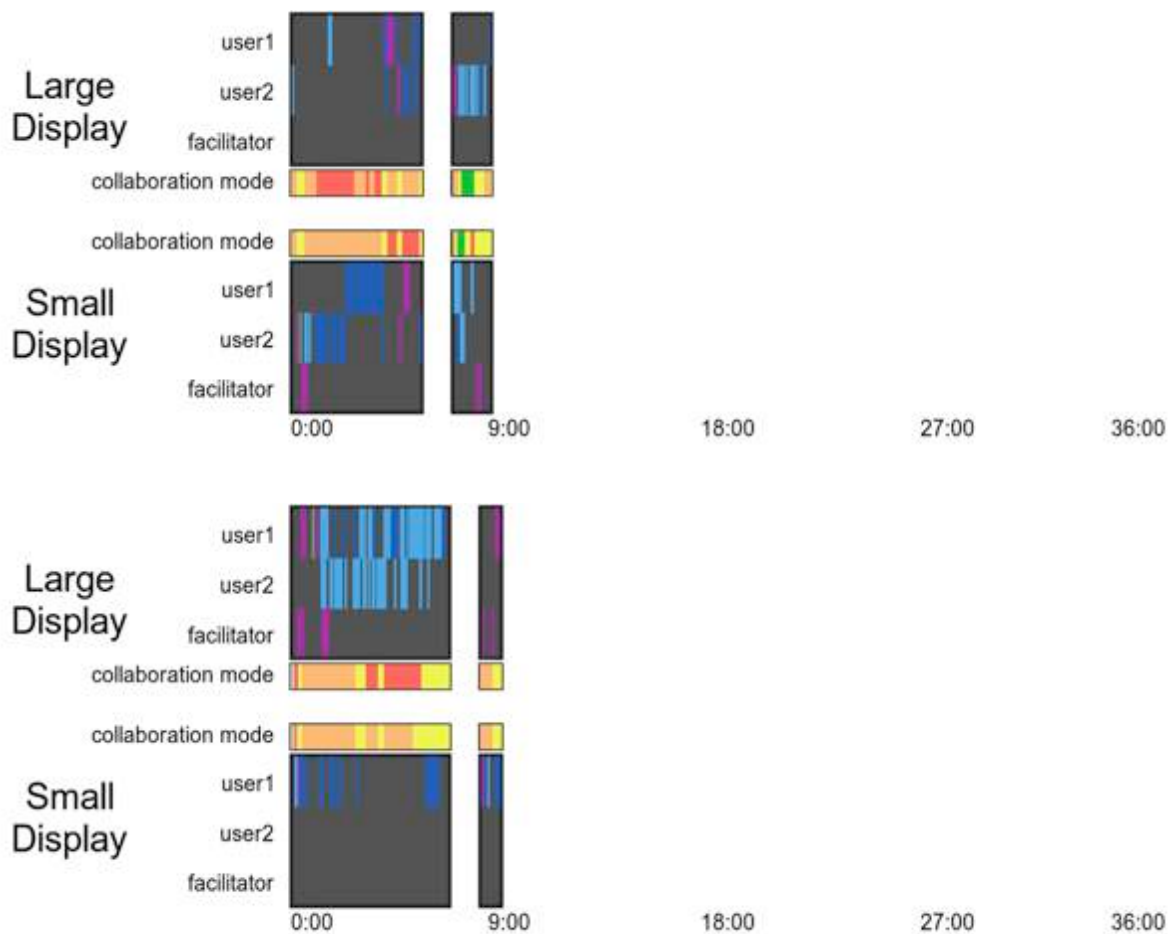 user1
Large
Display
user2
facilitator
collaboration mode
collaboration mode
user1
Small
Display
user2
facilitator
0:00 9:00 18:00 27:00 36:00
user1
Large
Display
user2
facilitator
collaboration mode
collaboration mode
user1
Small
Display
user2
facilitator
0:00 9:00 18:00 27:00 36:00